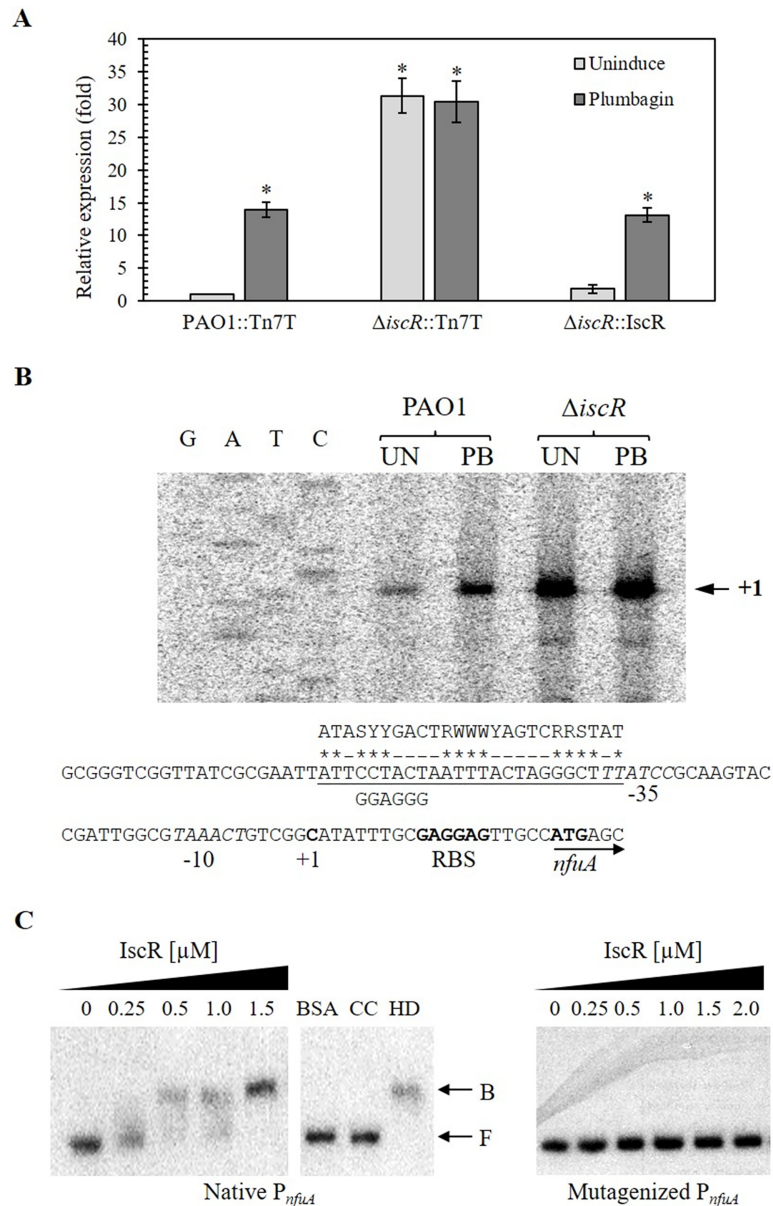 A
Relative expression (fold)
40
35
30
25
20
15
10
5
0
Uninduce
Plumbagin
* * * *
PAO1::Tn7T ΔiscR::Tn7T ΔiscR::IscR
B
PAO1 ΔiscR
G A T C UN PB UN PB
+1
ATASYYGACTRWWWYAGTCRRSTAT
**-***----****-----****-*
GCGGGTCGGTTATCGCGAATTATTCCTACTAATTTACTAGGGCTTTATCCGCAAGTAC
GGAGGG -35
CGATTGGCGTAAACTGTCGGCATATTTGCGAGGAGTTGCCATGAGC
-10 +1 RBS nfuA
C
IscR [µM] IscR [µM]
0 0.25 0.5 1.0 1.5 BSA CC HD 0 0.25 0.5 1.0 1.5 2.0
B
F
Native PnfuA Mutagenized PnfuA